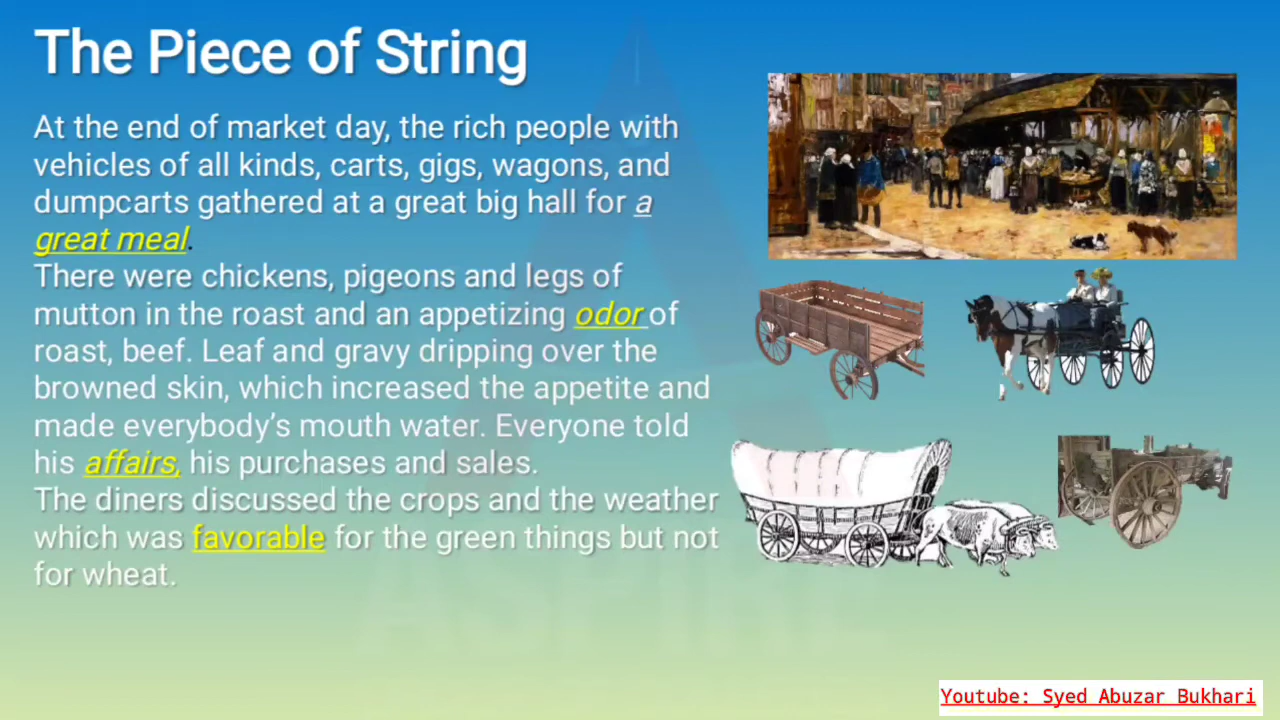 The Piece of String
At the end of market day, the rich people with
vehicles of all kinds, carts, gigs, wagons, and
dumpcarts gathered at a great big hall for a
great meal.
There were chickens, pigeons and legs of
mutton in the roast and an appetizing odor of
roast, beef. Leaf and gravy dripping over the
browned skin, which increased the appetite and
made everybody’s mouth water. Everyone told
his affairs, his purchases and sales.
The diners discussed the crops and the weather
which was favorable for the green things but not
for wheat.
ASPIRE
Youtube: Syed Abuzar Bukhari